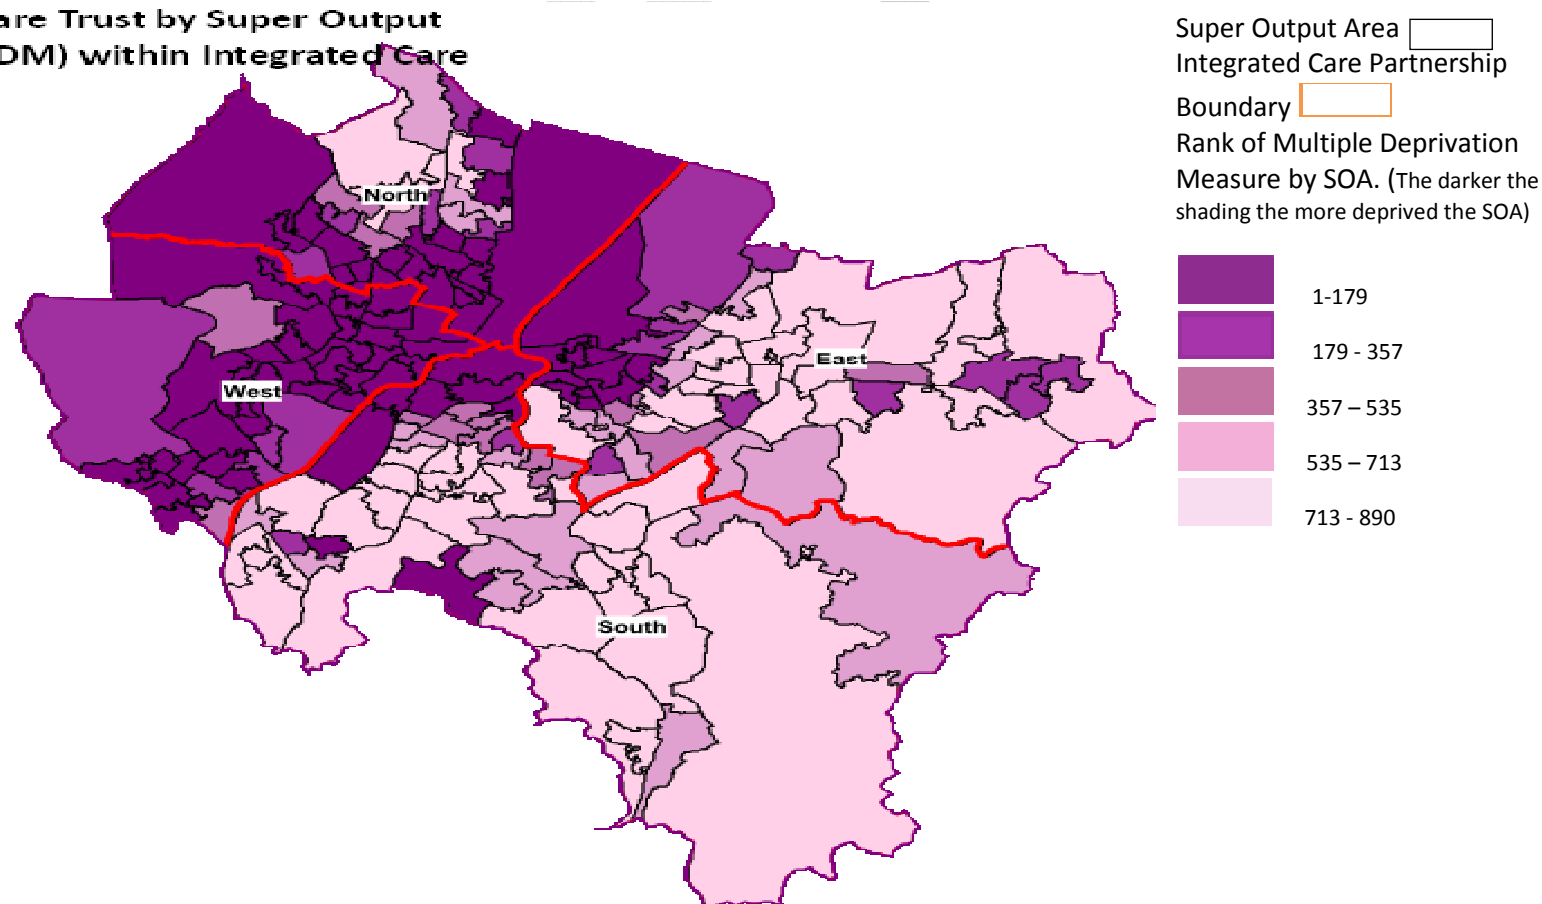 are Trust by Super Output
DM) within Integrated Care
North
West
East
South
Super Output Area
Integrated Care Partnership
Boundary
Rank of Multiple Deprivation
Measure by SOA. (The darker the
shading the more deprived the SOA)
1-179
179 - 357
357 – 535
535 – 713
713 - 890